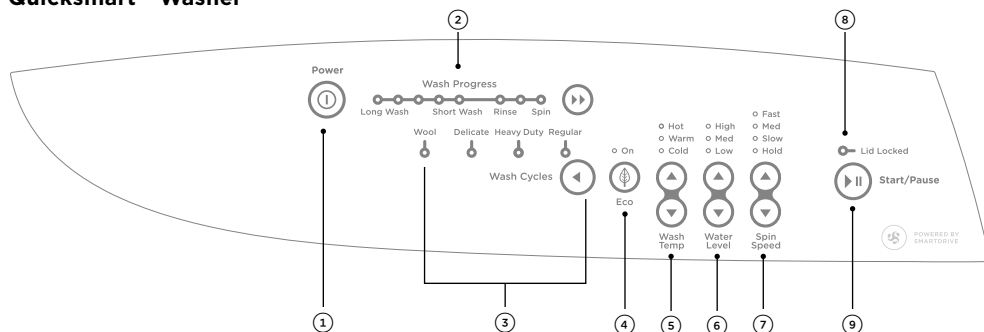 Quicksmart™ Washer
2
8
Power
Wash Progress
Long Wash Short Wash Rinse Spin
Wool Delicate Heavy Duty Regular
Wash Cycles
On
Eco
Hot
Warm
Cold
Wash
Temp
High
Med
Low
Water
Level
Fast
Med
Slow
Hold
Spin
Speed
Lid Locked
Start/Pause
POWERED BY
SMARTDRIVE
1
3
4
5
6
7
9